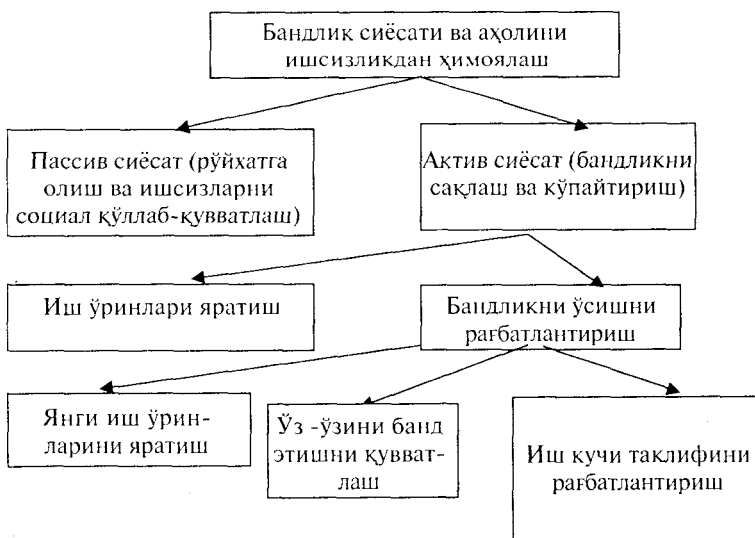 Бандлик сиёсати ва аҳолини
ишсизликдан ҳимоялаш
Пассив сиёсат (рўйхатга
олиш ва ишсизларни
социал қўллаб-қувватлаш)
Актив сиёсат (бандликни
сақлаш ва кўпайтириш)
Иш ўринлари яратиш
Бандликни ўсишни
рағбатлантириш
Янги иш ўрин-
ларини яратиш
Ўз -ўзини банд
этишни қувват-
лаш
Иш кучи таклифини
рағбатлантириш